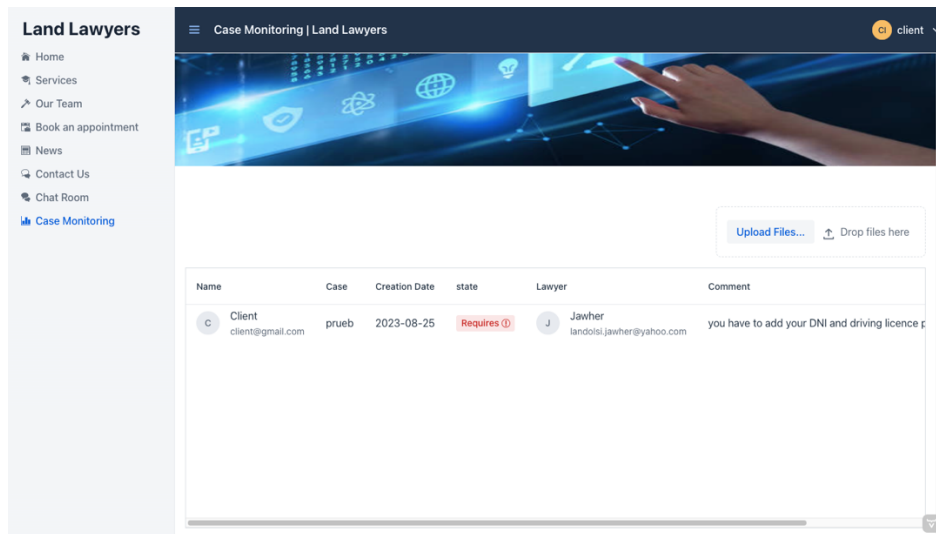 Land Lawyers
Home
Services
Our Team
Book an appointment
News
Contact Us
Chat Room
Case Monitoring
Case Monitoring | Land Lawyers
Cl client
Upload Files... Drop files here
Name Case Creation Date state Lawyer Comment
C Client prueb 2023-08-25 Requires J Jawher you have to add your DNI and driving licence
client@gmail.com landolsi.jawher@yahoo.com